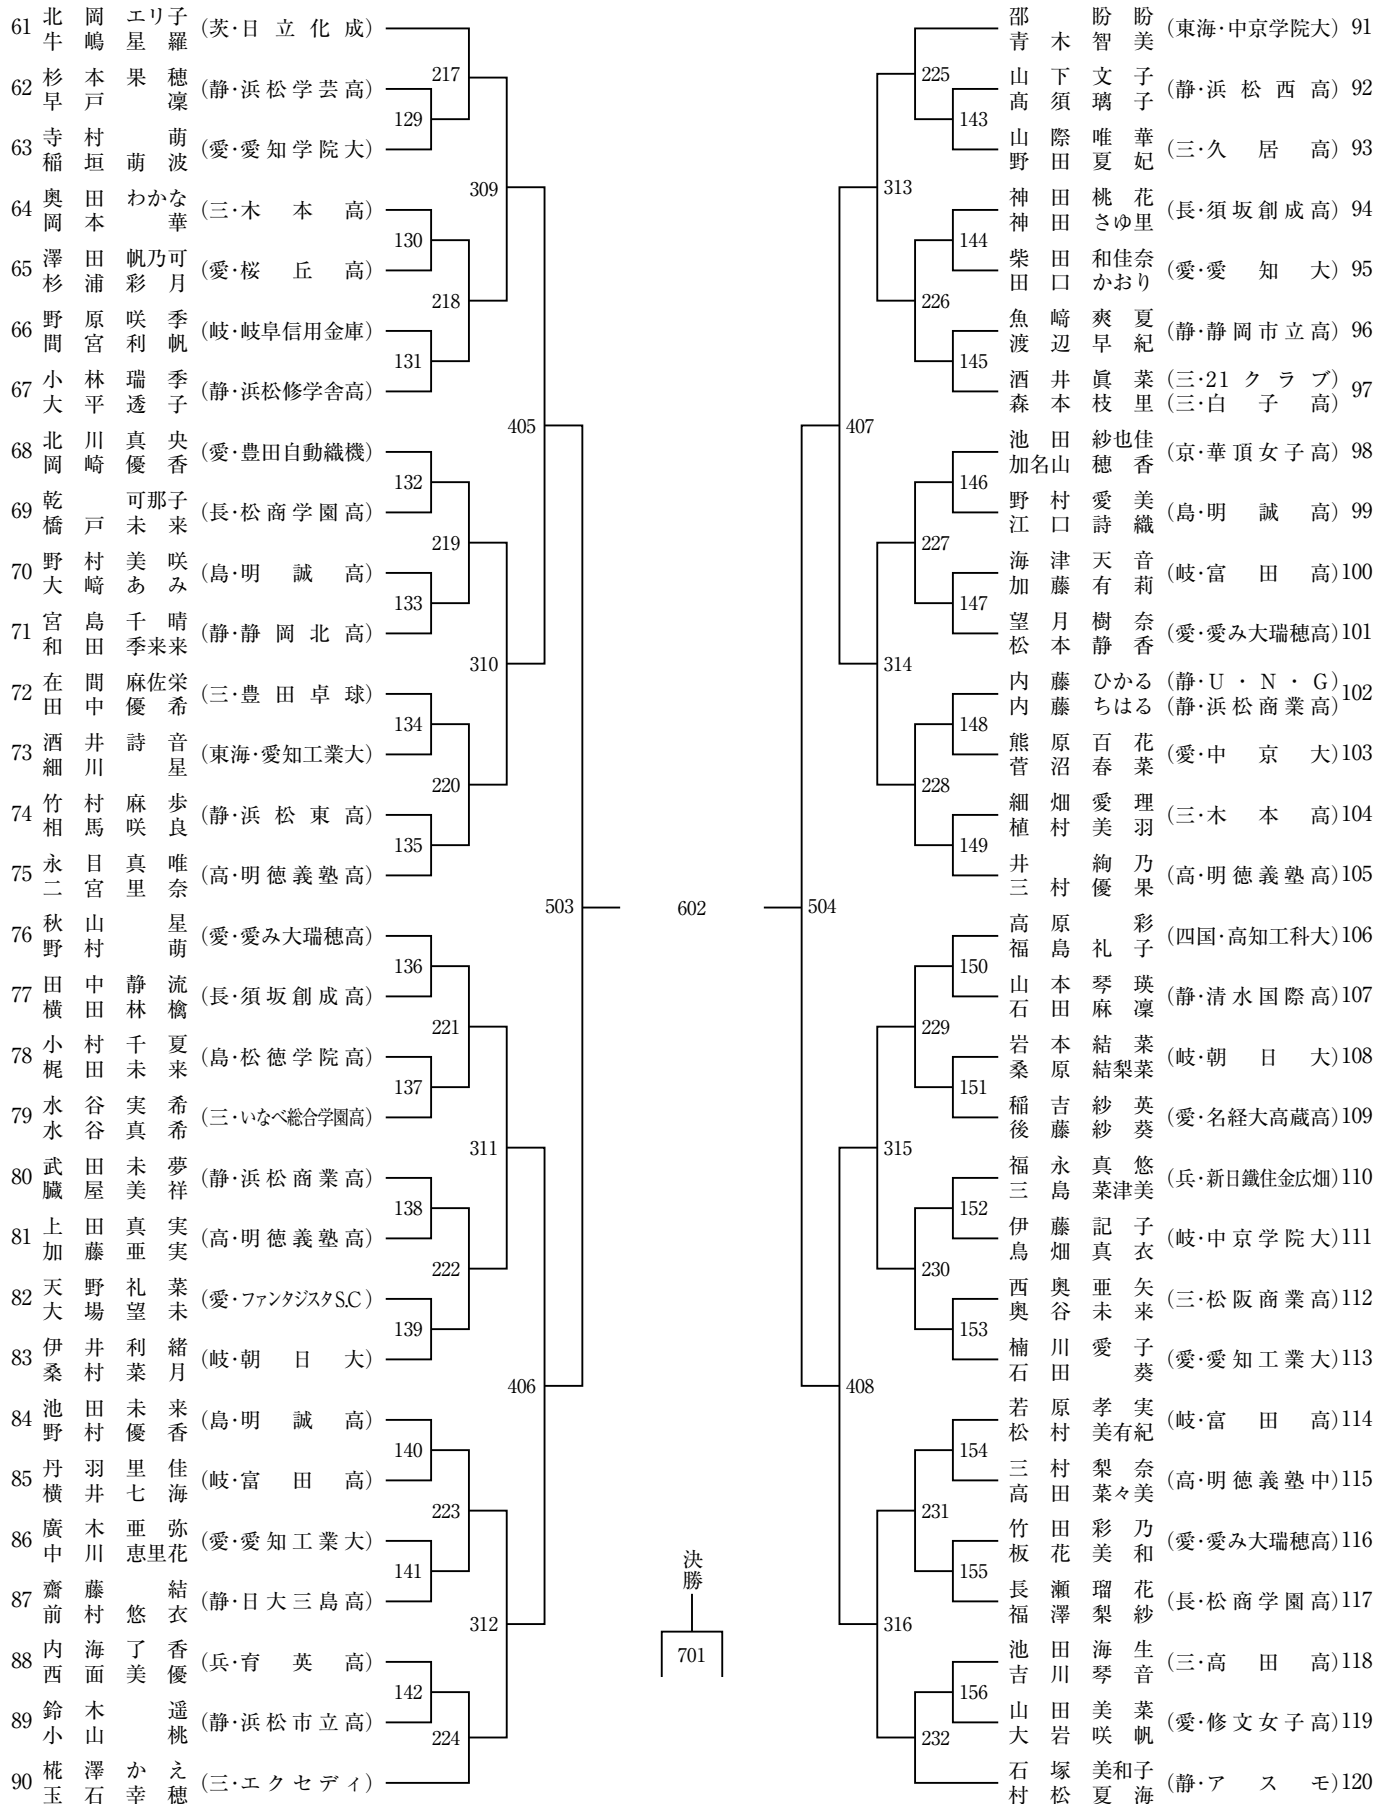 61 北岡エリ子 牛嶋星羅 (茨・日立化成)
62 杉本果穂 早戸凜 (静・浜松学芸高)
63 寺村萌 稲垣萌波 (愛・愛知学院大)
64 奥田わかな 岡本華 (三・木本高)
65 澤田帆乃可 杉浦彩月 (愛・桜丘高)
66 野原咲季 間宮利帆 (岐・岐阜信用金庫)
67 小林瑞季 大平透子 (静・浜松修学舎高)
68 北川真央 岡崎優香 (愛・豊田自動織機)
69 乾可那子 橋戸未来 (長・松商学園高)
70 野村美咲 大﨑あみ (島・明誠高)
71 宮島千晴 和田季来来 (静・静岡北高)
72 在間麻佐栄 田中優希 (三・豊田卓球)
73 酒井詩音 細川星 (東海・愛知工業大)
74 竹村麻歩 相馬咲良 (静・浜松東高)
75 永目真唯 二宮里奈 (高・明徳義塾高)
76 秋山星 野村萌 (愛・愛み大瑞穂高)
77 田中静流 横田林檎 (長・須坂創成高)
78 小村千夏 梶田未来 (島・松徳学院高)
79 水谷実希 水谷真希 (三・いなべ総合学園高)
80 武田未夢 臓屋美祥 (静・浜松商業高)
81 上田真実 加藤亜実 (高・明徳義塾高)
82 天野礼菜 大場望未 (愛・ファンタジスタS.C)
83 伊井利緒 桑村菜月 (岐・朝日大)
84 池田未来 野村優香 (島・明誠高)
85 丹羽里佳 横井七海 (岐・富田高)
86 廣木亜弥 中川恵里花 (愛・愛知工業大)
87 齋藤結 前村悠衣 (静・日大三島高)
88 内海了香 西面美優 (兵・育英高)
89 鈴木遥 小山桃 (静・浜松市立高)
90 椛澤かえ 玉石幸穂 (三・エクセディ)
217
129
309
130
218
131
405
132
219
133
310
134
220
135
503
136
221
137
311
138
222
139
406
140
223
141
312
142
224
602
決勝
701
225
143
313
144
226
145
407
146
227
147
314
148
228
149
504
150
229
151
315
152
230
153
408
154
231
155
316
156
232
邵盼盼 青木智美 (東海・中京学院大) 91
山下文子 髙須璃子 (静・浜松西高) 92
山際唯華 野田夏妃 (三・久居高) 93
神田桃花 神田さゆ里 (長・須坂創成高) 94
柴田和佳奈 田口かおり (愛・愛知大) 95
魚﨑爽夏 渡辺早紀 (静・静岡市立高) 96
酒井眞菜 (三・21クラブ) 森本枝里 (三・白子高) 97
池田紗也佳 加名山穂香 (京・華頂女子高) 98
野村愛美 江口詩織 (島・明誠高) 99
海津天音 加藤有莉 (岐・富田高) 100
望月樹奈 松本静香 (愛・愛み大瑞穂高) 101
内藤ひかる (静・U・N・G) 内藤ちはる (静・浜松商業高) 102
熊原百花 菅沼春菜 (愛・中京大) 103
細畑愛理 植村美羽 (三・木本高) 104
井絢乃 三村優果 (高・明徳義塾高) 105
高原彩 福島礼子 (四国・高知工科大) 106
山本琴瑛 石田麻凜 (静・清水国際高) 107
岩本結菜 桑原結梨菜 (岐・朝日大) 108
稲吉紗英 後藤紗葵 (愛・名経大高蔵高) 109
福永真悠 三島菜津美 (兵・新日鐵住金広畑) 110
伊藤記子 鳥畑真衣 (岐・中京学院大) 111
西奥亜矢 奥谷未来 (三・松阪商業高) 112
楠川愛子 石田葵 (愛・愛知工業大) 113
若原孝実 松村美有紀 (岐・富田高) 114
三村梨奈 高田菜々美 (高・明徳義塾中) 115
竹田彩乃 板花美和 (愛・愛み大瑞穂高) 116
長瀬瑠花 福澤梨紗 (長・松商学園高) 117
池田海生 吉川琴音 (三・高田高) 118
山田美菜 大岩咲帆 (愛・修文女子高) 119
石塚美和子 村松夏海 (静・アスモ) 120